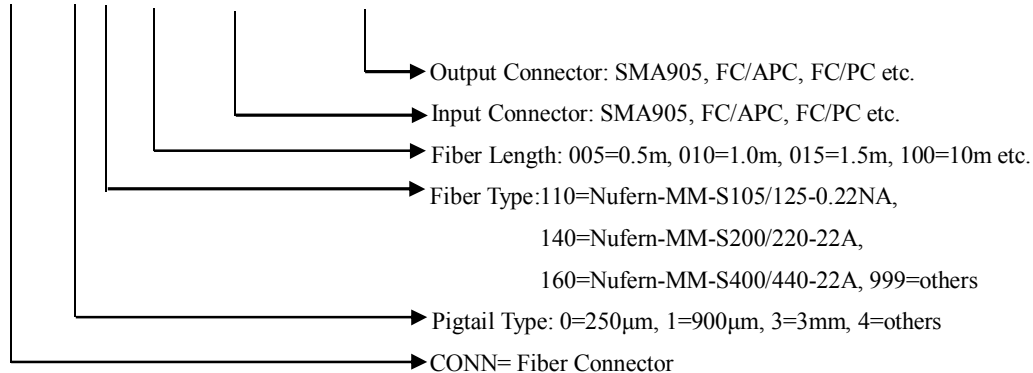 Output Connector: SMA905, FC/APC, FC/PC etc.
Input Connector: SMA905, FC/APC, FC/PC etc.
Fiber Length: 005=0.5m, 010=1.0m, 015=1.5m, 100=10m etc.
Fiber Type:110=Nufern-MM-S105/125-0.22NA,
140=Nufern-MM-S200/220-22A,
160=Nufern-MM-S400/440-22A, 999=others
Pigtail Type: 0=250μm, 1=900μm, 3=3mm, 4=others
CONN= Fiber Connector